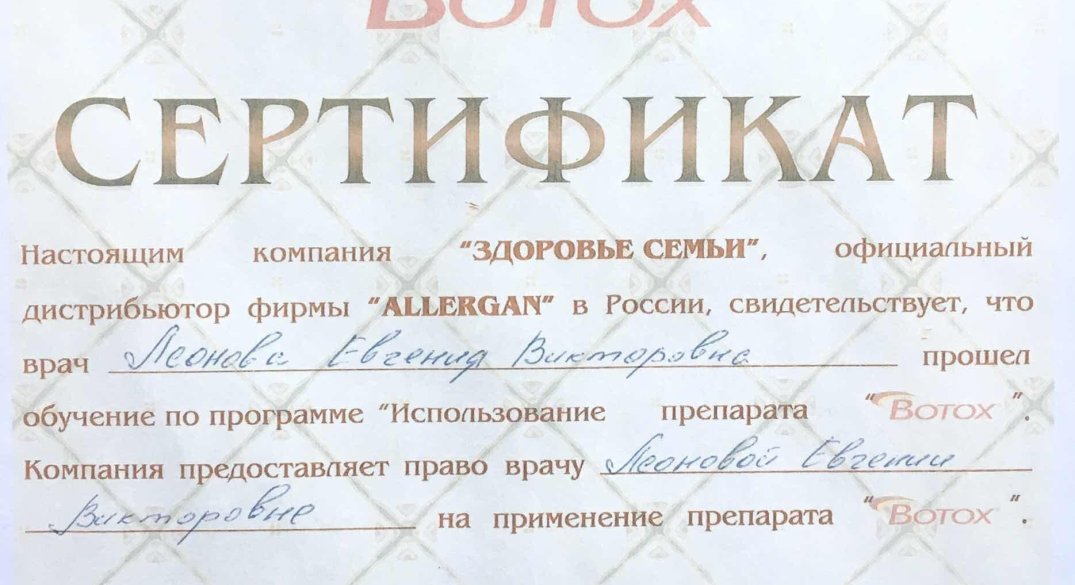 BOTOX
СЕРТИФИКАТ
Настоящим компания "ЗДОРОВЬЕ СЕМЬИ", официальный
дистрибьютор фирмы "ALLERGAN" в России, свидетельствует, что
врач Леонова Евгения Викторовна прошел
обучение по программе "Использование препарата "BOTOX".
Компания предоставляет право врачу Леоновой Евгении
Викторовне на применение препарата "BOTOX".